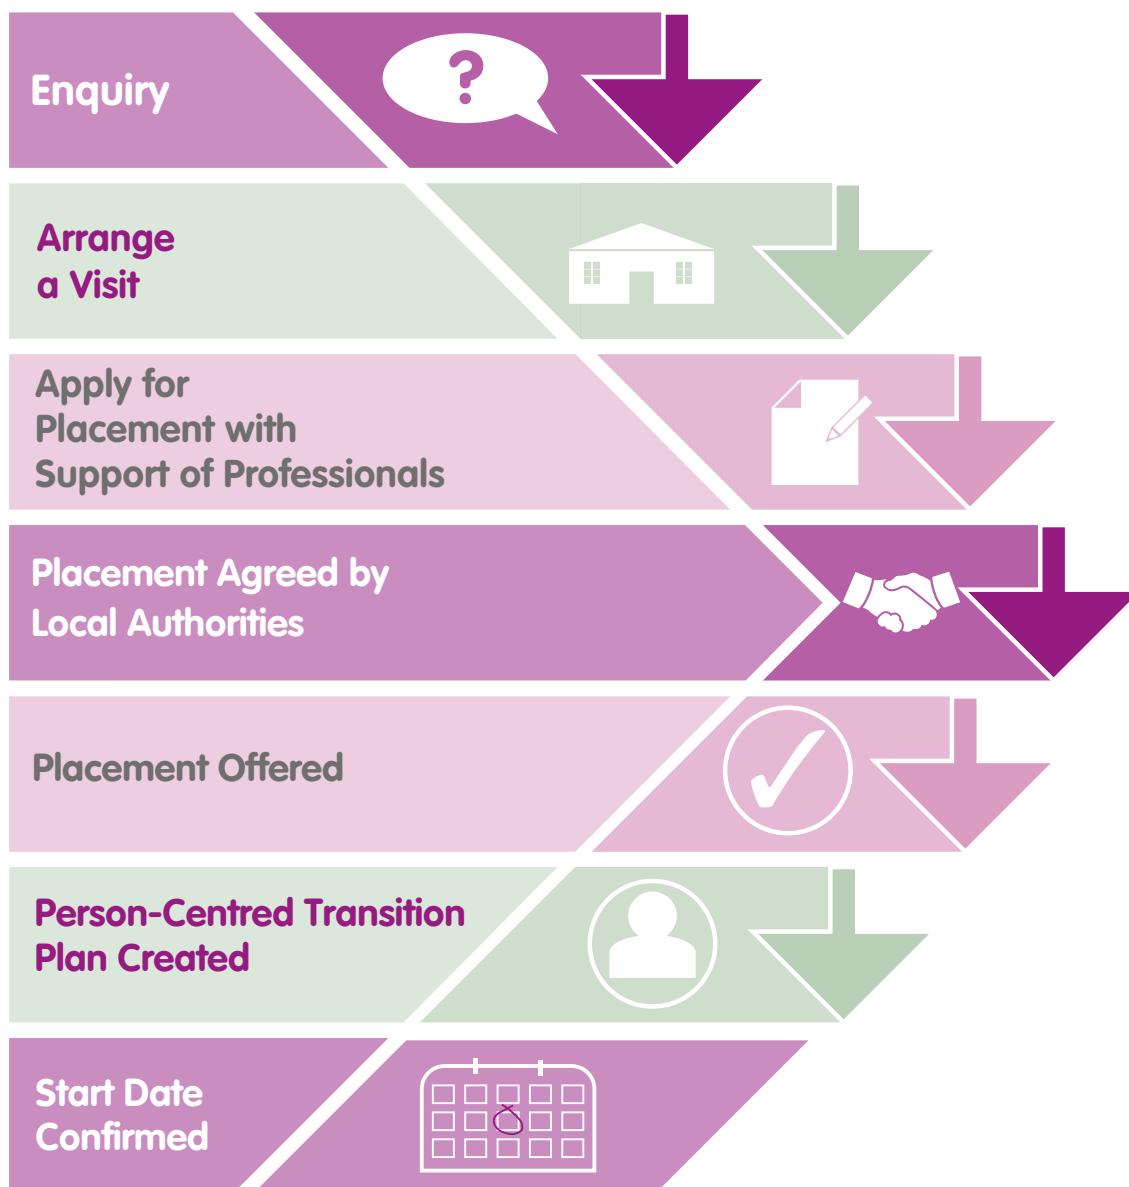 Enquiry
?
Arrange
a Visit
Apply for
Placement with
Support of Professionals
Placement Agreed by
Local Authorities
Placement Offered
Person-Centred Transition
Plan Created
Start Date
Confirmed